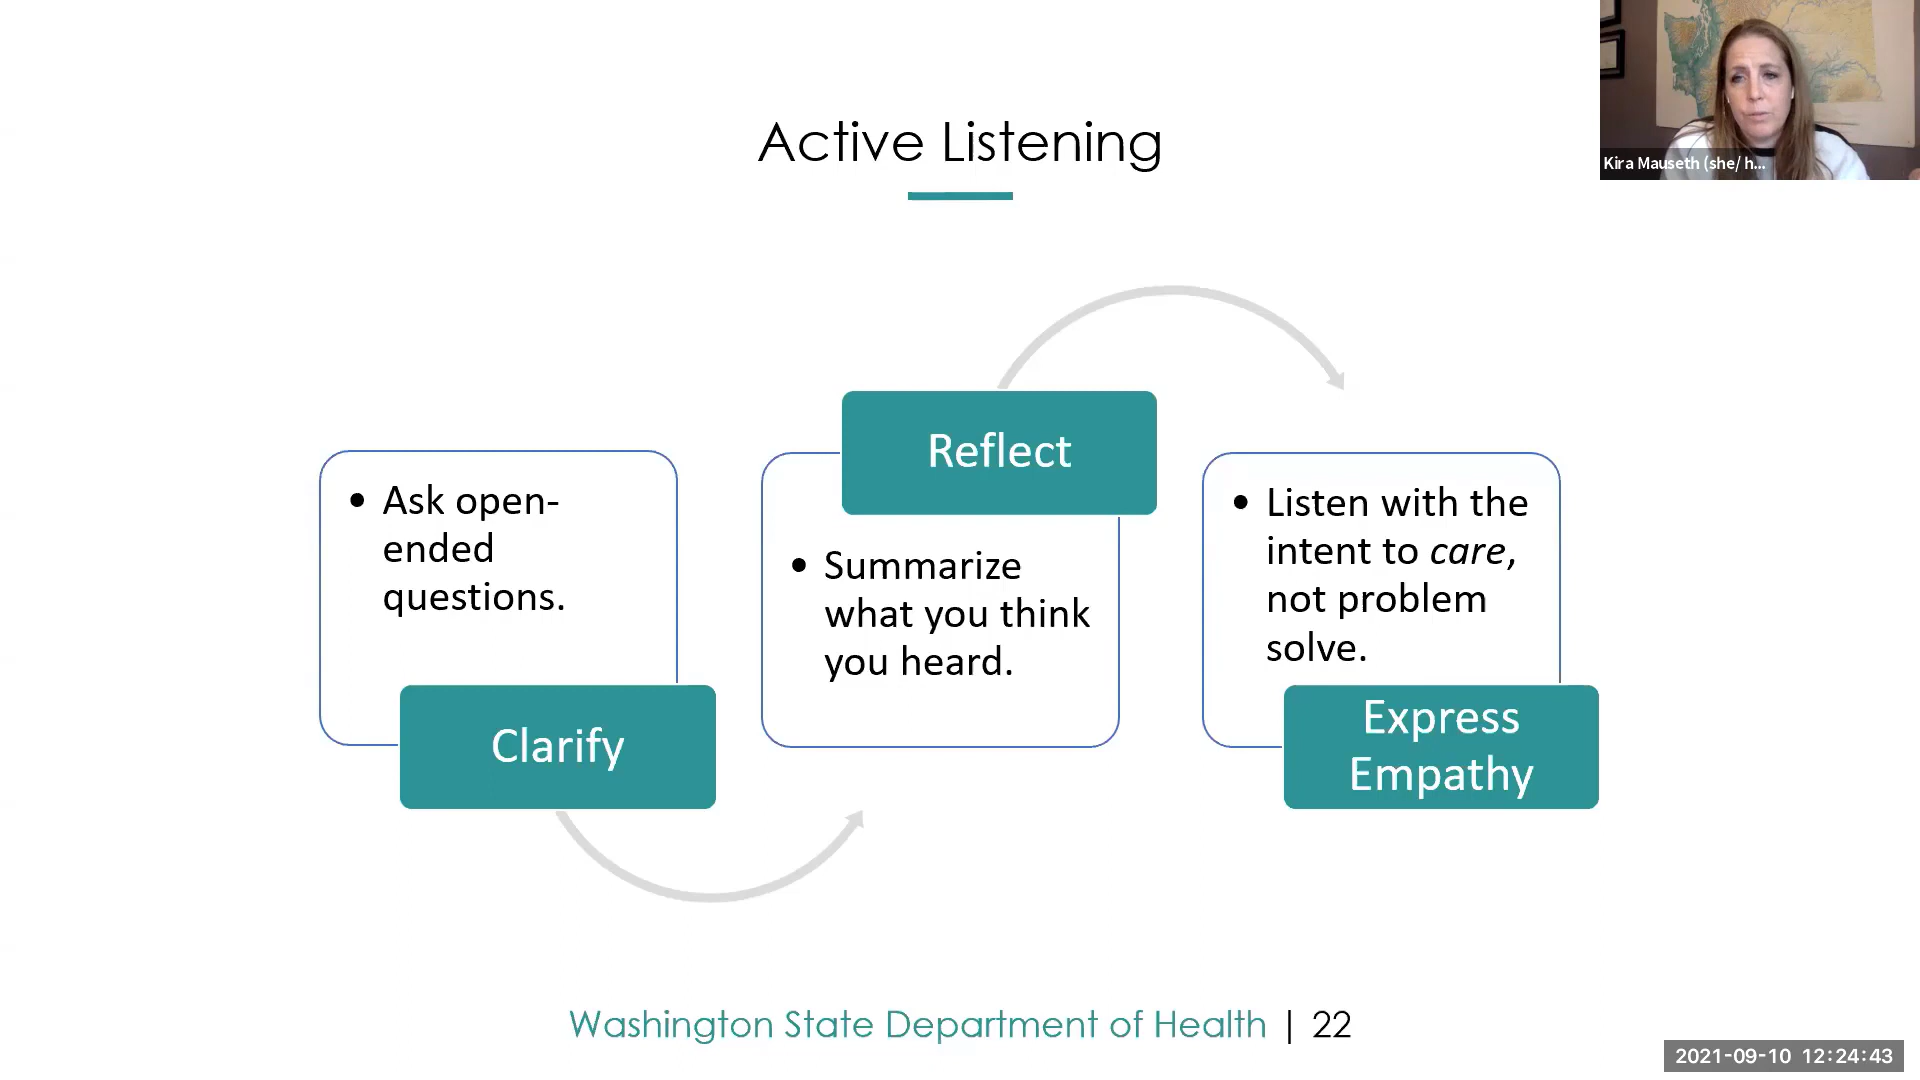 Active Listening
Kira Mauseth (she/ h...
• Ask open-
ended
questions.
Clarify
Reflect
• Summarize
what you think
you heard.
• Listen with the
intent to care,
not problem
solve.
Express
Empathy
Washington State Department of Health | 22
2021-09-10 12:24:43